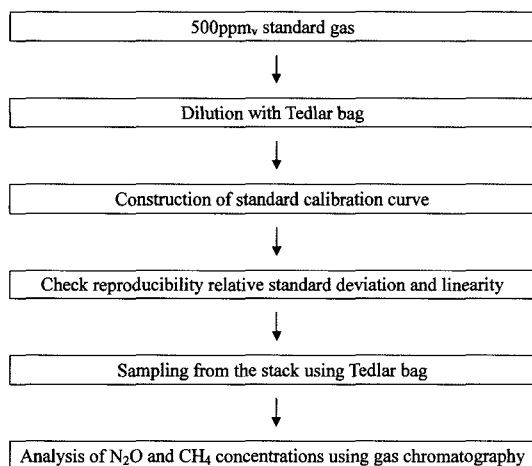 500ppmᵥ standard gas
Dilution with Tedlar bag
Construction of standard calibration curve
Check reproducibility relative standard deviation and linearity
Sampling from the stack using Tedlar bag
Analysis of N₂O and CH₄ concentrations using gas chromatography